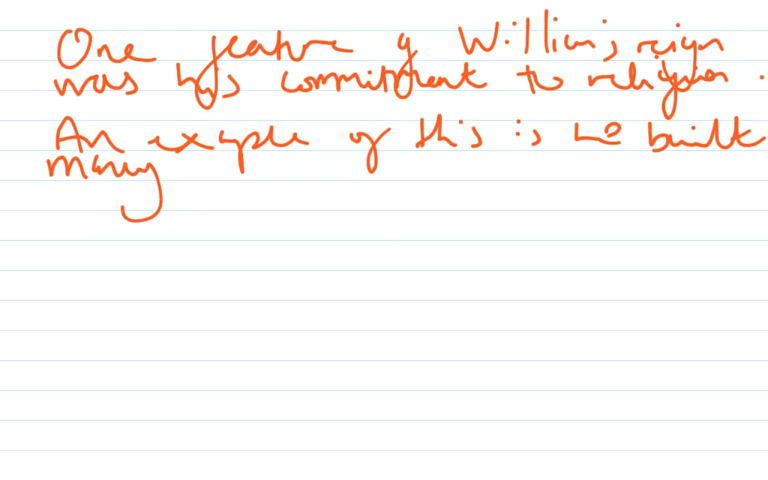 One feature of William's reign
was his commitment to religion.
An example of this is he built
many